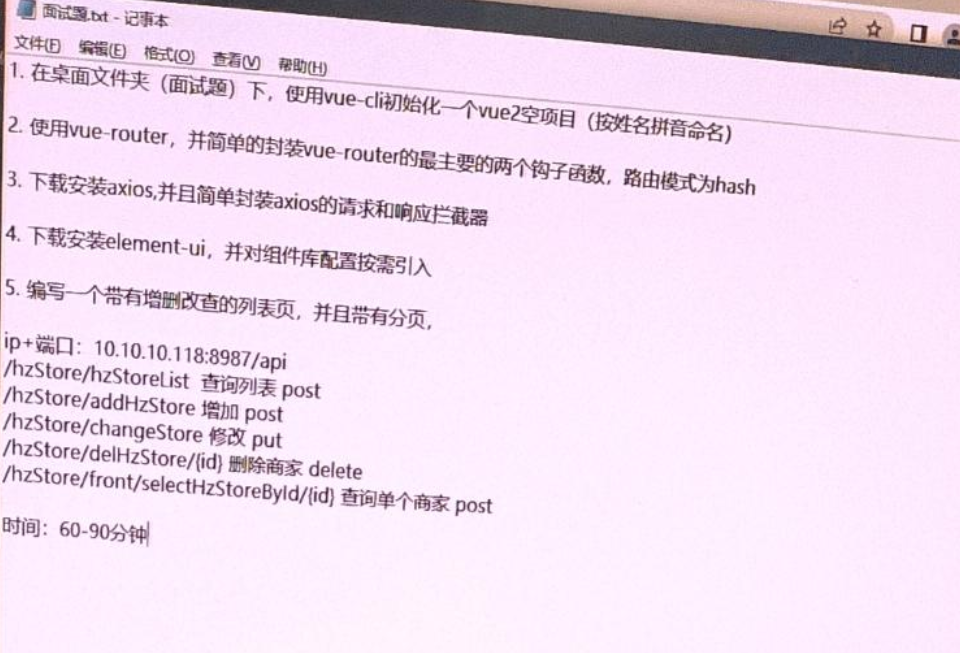 面试题.txt - 记事本
文件(F) 编辑(E) 格式(O) 查看(V) 帮助(H)
1. 在桌面文件夹（面试题）下，使用vue-cli初始化一个vue2空项目（按姓名拼音命名）
2. 使用vue-router，并简单的封装vue-router的最主要的两个钩子函数，路由模式为hash
3. 下载安装axios,并且简单封装axios的请求和响应拦截器
4. 下载安装element-ui，并对组件库配置按需引入
5. 编写一个带有增删改查的列表页，并且带有分页，
ip+端口：10.10.10.118:8987/api
/hzStore/hzStoreList 查询列表 post
/hzStore/addHzStore 增加 post
/hzStore/changeStore 修改 put
/hzStore/delHzStore/{id} 删除商家 delete
/hzStore/front/selectHzStoreById/{id} 查询单个商家 post
时间：60-90分钟